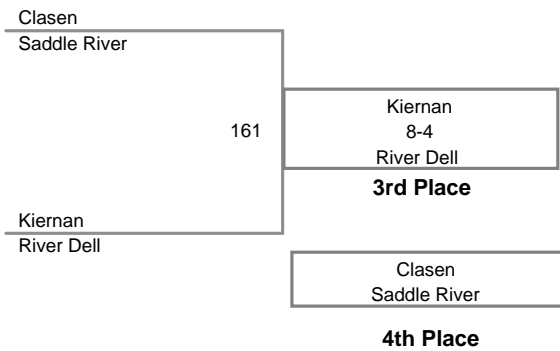 Clasen
Saddle River
161
Kiernan
8-4
River Dell
3rd Place
Kiernan
River Dell
Clasen
Saddle River
4th Place